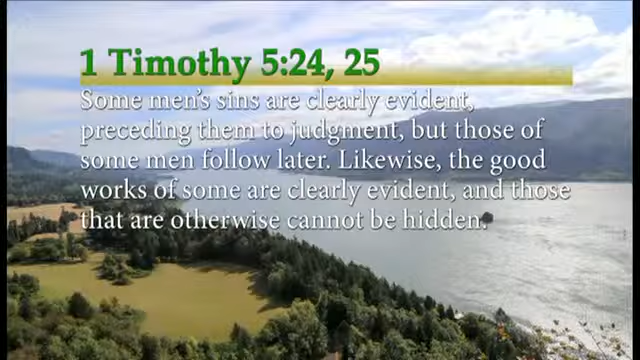 1 Timothy 5:24, 25
Some men's sins are clearly evident,
preceding them to judgment, but those of
some men follow later. Likewise, the good
works of some are clearly evident, and those
that are otherwise cannot be hidden.